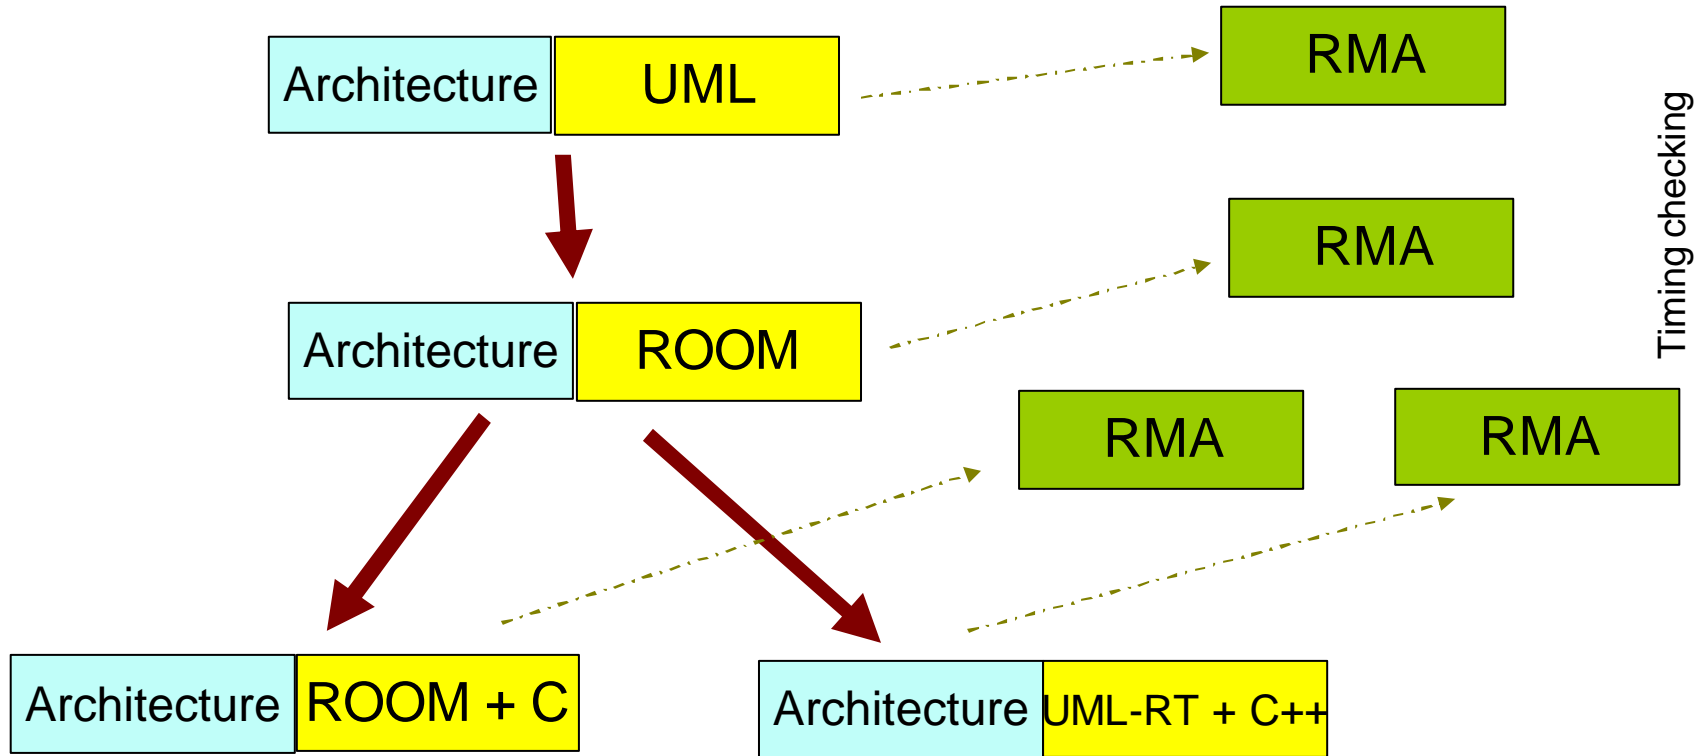 Architecture UML
RMA
Timing checking
Architecture ROOM
RMA
RMA
RMA
Architecture ROOM + C
Architecture UML-RT + C++